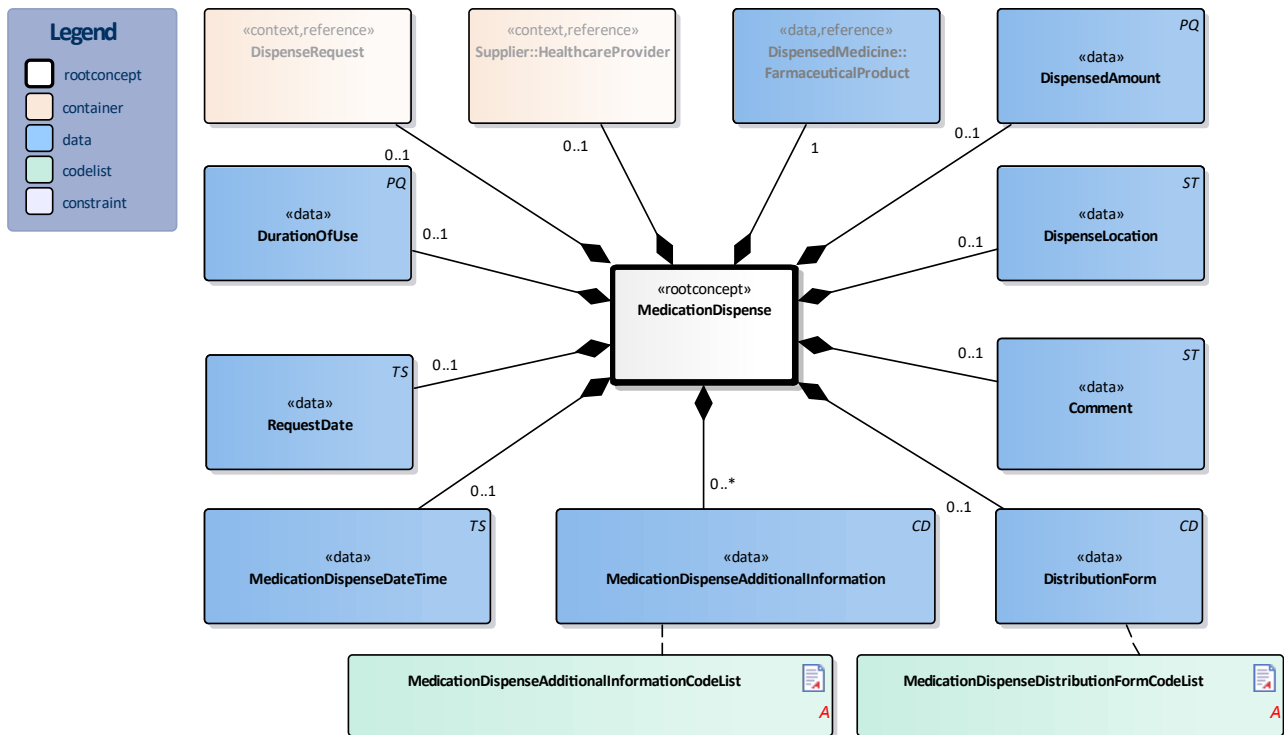 Legend
rootconcept
container
data
codelist
constraint
«context,reference»
DispenseRequest
0..1
«context,reference»
Supplier::HealthcareProvider
0..1
«data,reference»
DispensedMedicine::
FarmaceuticalProduct
1
PQ
«data»
DispensedAmount
0..1
PQ
«data»
DurationOfUse
0..1
ST
«data»
DispenseLocation
0..1
«rootconcept»
MedicationDispense
TS
«data»
RequestDate
0..1
ST
«data»
Comment
0..1
TS
«data»
MedicationDispenseDateTime
0..1
CD
«data»
MedicationDispenseAdditionalInformation
0..*
CD
«data»
DistributionForm
0..1
MedicationDispenseAdditionalInformationCodeList
A
MedicationDispenseDistributionFormCodeList
A